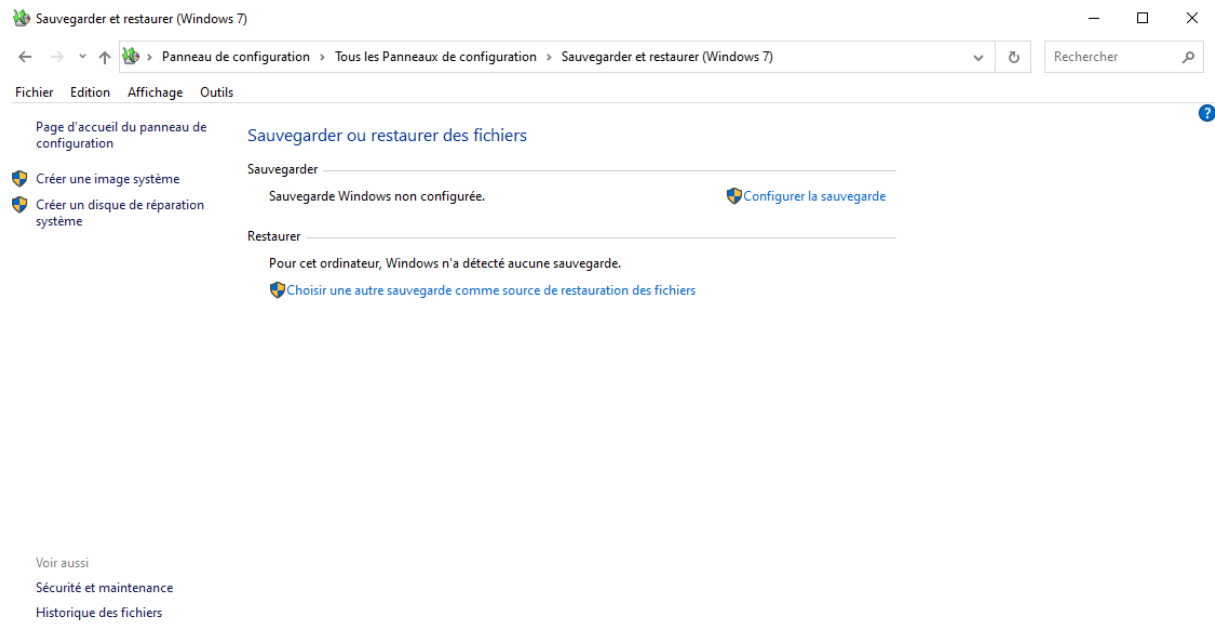 Sauvegarder et restaurer (Windows 7)
Panneau de configuration > Tous les Panneaux de configuration > Sauvegarder et restaurer (Windows 7)
Rechercher
Fichier Edition Affichage Outils
Page d'accueil du panneau de
configuration
Créer une image système
Créer un disque de réparation
système
Sauvegarder ou restaurer des fichiers
Sauvegarder
Sauvegarde Windows non configurée.
Configurer la sauvegarde
Restaurer
Pour cet ordinateur, Windows n'a détecté aucune sauvegarde.
Choisir une autre sauvegarde comme source de restauration des fichiers
Voir aussi
Sécurité et maintenance
Historique des fichiers